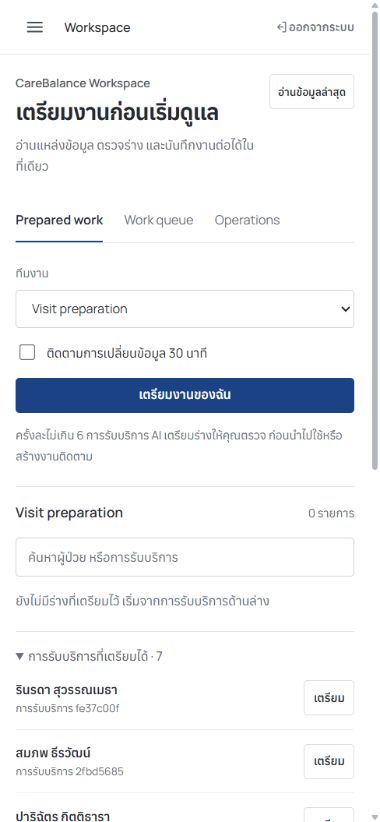 Workspace
ออกจากระบบ
CareBalance Workspace
อ่านข้อมูลล่าสุด
เตรียมงานก่อนเริ่มดูแล
อ่านแหล่งข้อมูล ตรวจร่าง และบันทึกงานต่อได้ใน
ที่เดียว
Prepared work Work queue Operations
ทีมงาน
Visit preparation
ติดตามการเปลี่ยนข้อมูล 30 นาที
เตรียมงานของฉัน
ครั้งละไม่เกิน 6 การรับบริการ AI เตรียมร่างให้คุณตรวจ ก่อนนำไปใช้หรือ
สร้างงานติดตาม
Visit preparation 0 รายการ
ค้นหาผู้ป่วย หรือการรับบริการ
ยังไม่มีร่างที่เตรียมไว้ เริ่มจากการรับบริการด้านล่าง
▼ การรับบริการที่เตรียมได้ · 7
รินรดา สุวรรณเมธา
การรับบริการ fe37c00f
เตรียม
สมภพ ธีรวัฒน์
การรับบริการ 2fbd5685
เตรียม
ปาริฉัตร กิตติธารา